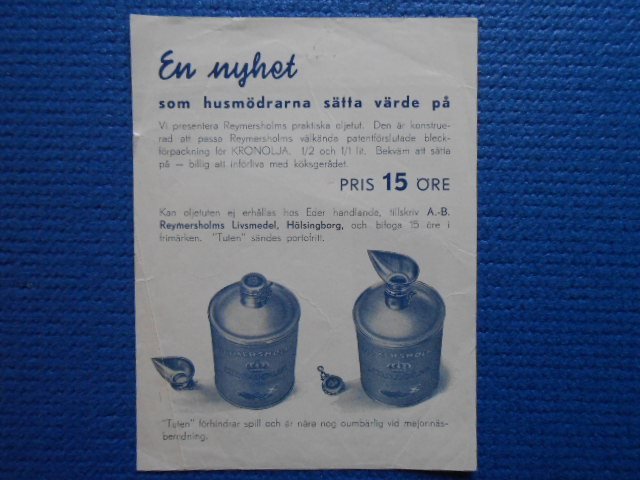 En nyhet
som husmödrarna sätta värde på
Vi presentera Reymersholms praktiska oljetut. Den är konstrue-
rad att passa Reymersholms välkända patentförslutade bleck-
förpackning för KRONOLJA, 1/2 och 1/1 lit. Bekväm att sätta
på — billig att införliva med köksgerådet.
PRIS 15 ÖRE
Kan oljetuten ej erhållas hos Eder handlande, tillskriv A.-B.
Reymersholms Livsmedel, Hälsingborg, och bifoga 15 öre i
frimärken. "Tuten" sändes portofritt.
REYMERSHOLM
"Tuten" förhindrar spill och är nära nog oumbärlig vid majonnäs-
beredning.